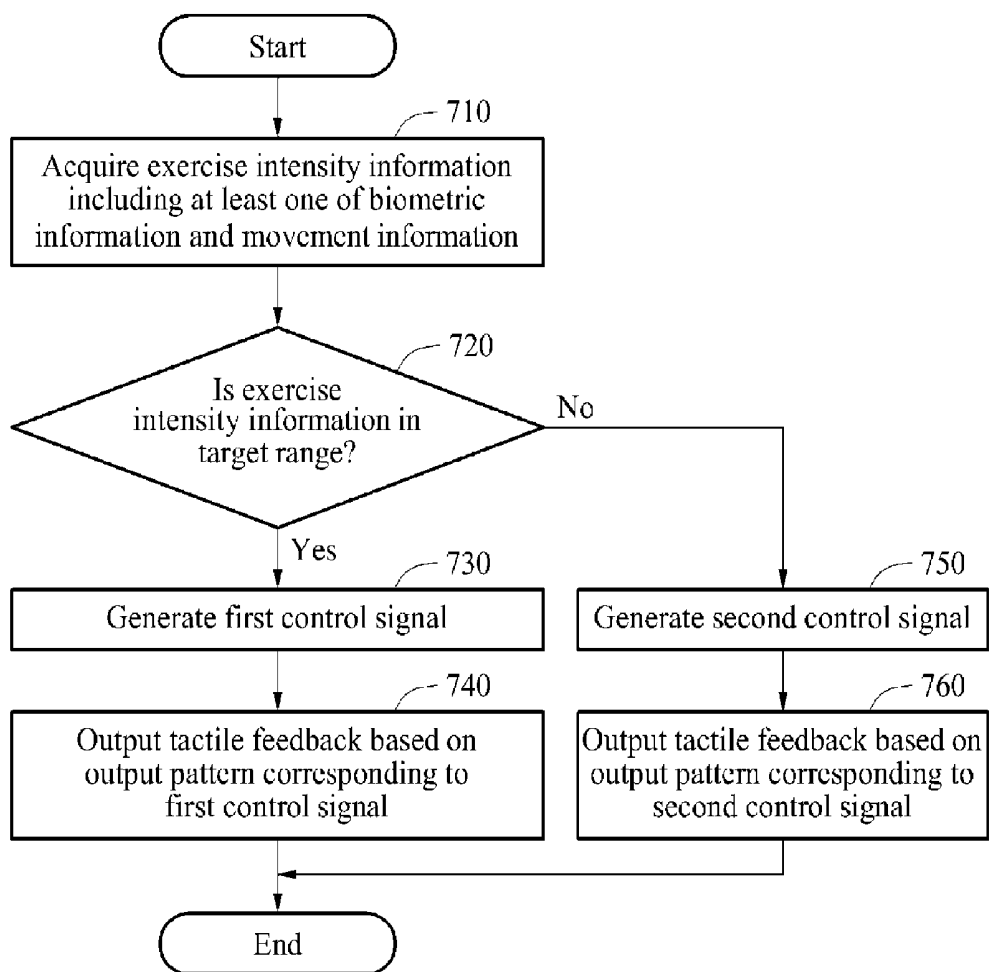 Start
710
Acquire exercise intensity information
including at least one of biometric
information and movement information
720
Is exercise
intensity information in
target range?
No
Yes
730
Generate first control signal
750
Generate second control signal
740
Output tactile feedback based on
output pattern corresponding to
first control signal
760
Output tactile feedback based on
output pattern corresponding to
second control signal
End